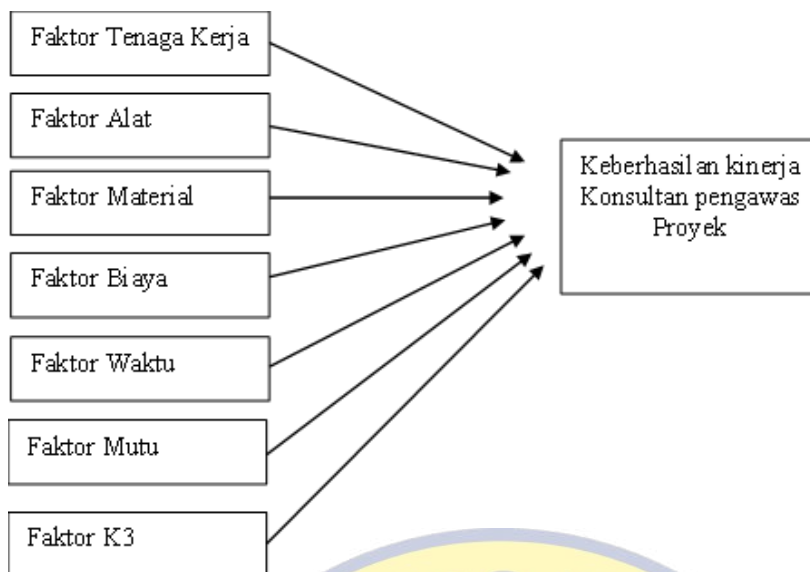 Faktor Tenaga Kerja
Faktor Alat
Faktor Material
Faktor Biaya
Faktor Waktu
Faktor Mutu
Faktor K3
Keberhasilan kinerja
Konsultan pengawas
Proyek